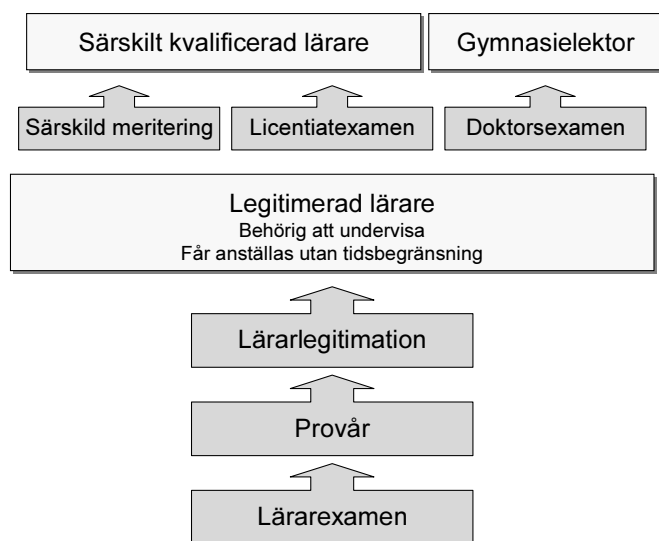 Särskilt kvalificerad lärare
Gymnasielektor
Särskild meritering
Licentiatexamen
Doktorsexamen
Legitimerad lärare
Behörig att undervisa
Får anställas utan tidsbegränsning
Lärarlegitimation
Provår
Lärarexamen